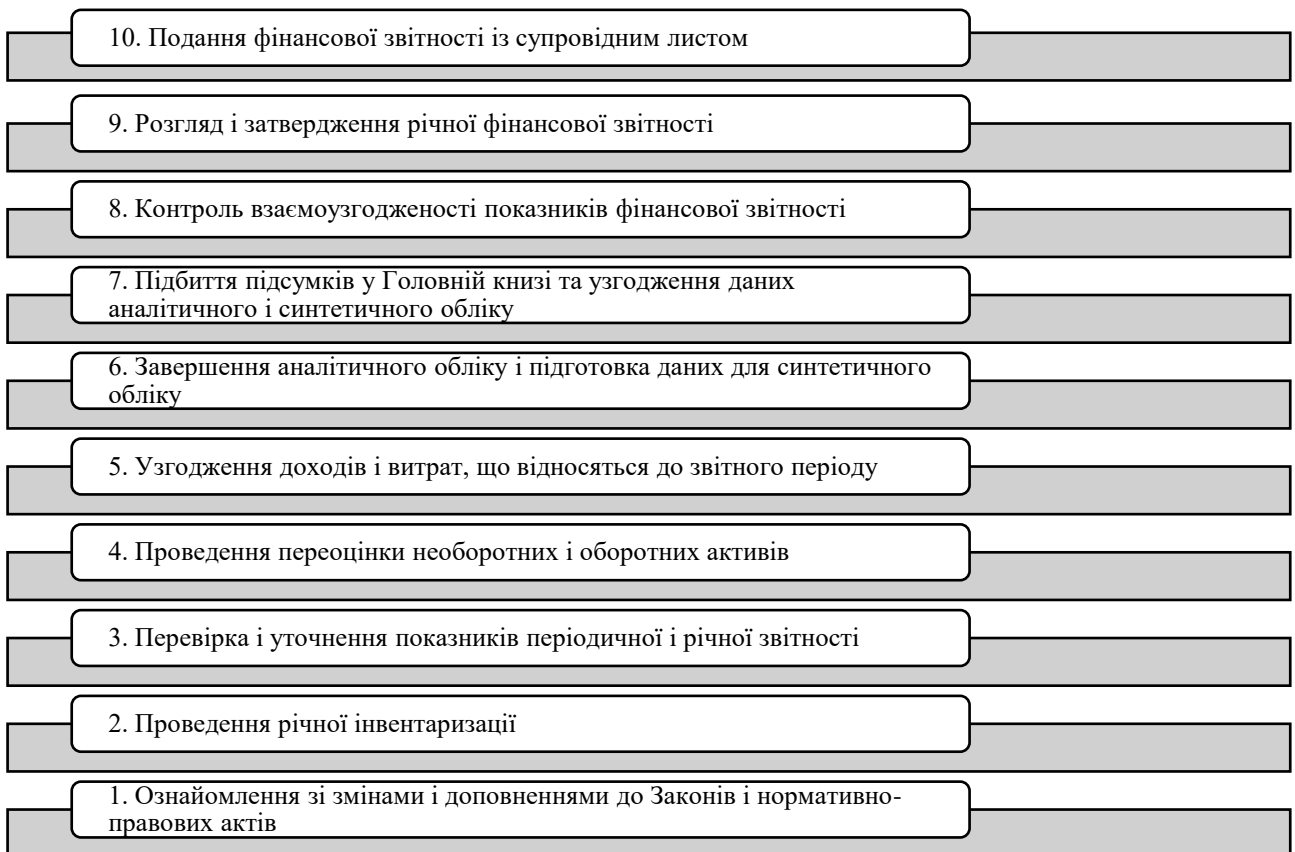 10. Подання фінансової звітності із супровідним листом
9. Розгляд і затвердження річної фінансової звітності
8. Контроль взаємоузгодженості показників фінансової звітності
7. Підбиття підсумків у Головній книзі та узгодження даних
аналітичного і синтетичного обліку
6. Завершення аналітичного обліку і підготовка даних для синтетичного
обліку
5. Узгодження доходів і витрат, що відносяться до звітного періоду
4. Проведення переоцінки необоротних і оборотних активів
3. Перевірка і уточнення показників періодичної і річної звітності
2. Проведення річної інвентаризації
1. Ознайомлення зі змінами і доповненнями до Законів і нормативно-
правових актів